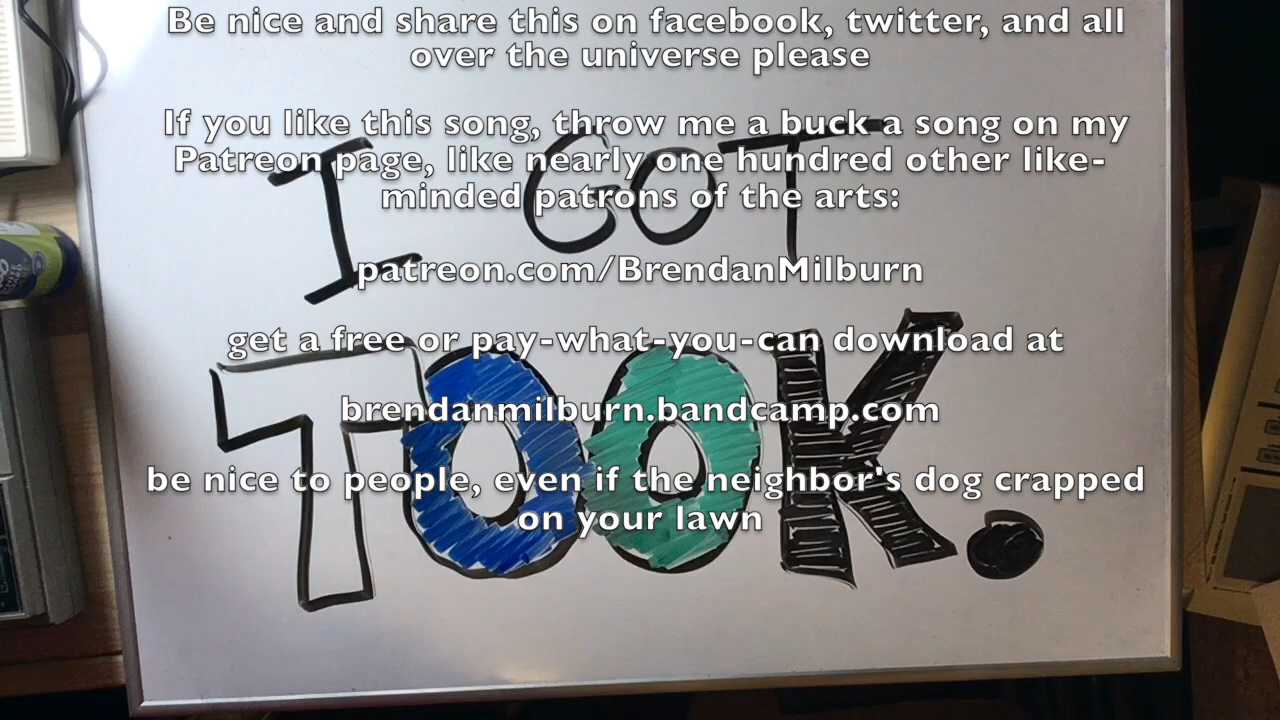 Be nice and share this on facebook, twitter, and all
over the universe please
If you like this song, throw me a buck a song on my
Patreon page, like nearly one hundred other like-
minded patrons of the arts:
patreon.com/BrendanMilburn
get a free or pay-what-you-can download at
brendanmilburn.bandcamp.com
be nice to people, even if the neighbor's dog crapped
on your lawn
I GOT
TOOK.